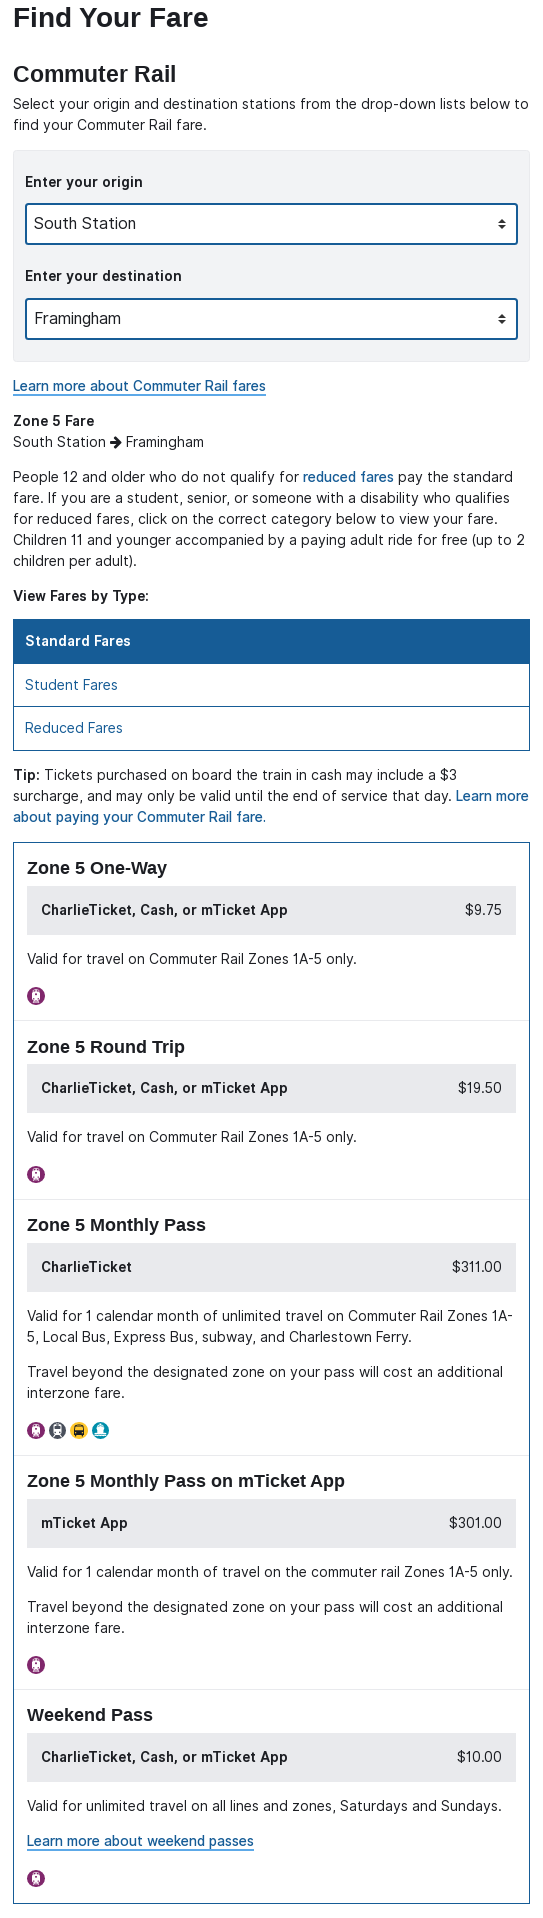 Find Your Fare
Commuter Rail
Select your origin and destination stations from the drop-down lists below to
find your Commuter Rail fare.
Enter your origin
South Station
Enter your destination
Framingham
Learn more about Commuter Rail fares
Zone 5 Fare
South Station → Framingham
People 12 and older who do not qualify for reduced fares pay the standard
fare. If you are a student, senior, or someone with a disability who qualifies
for reduced fares, click on the correct category below to view your fare.
Children 11 and younger accompanied by a paying adult ride for free (up to 2
children per adult).
View Fares by Type:
Standard Fares
Student Fares
Reduced Fares
Tip: Tickets purchased on board the train in cash may include a $3
surcharge, and may only be valid until the end of service that day. Learn more
about paying your Commuter Rail fare.
Zone 5 One-Way
CharlieTicket, Cash, or mTicket App $9.75
Valid for travel on Commuter Rail Zones 1A-5 only.
Zone 5 Round Trip
CharlieTicket, Cash, or mTicket App $19.50
Valid for travel on Commuter Rail Zones 1A-5 only.
Zone 5 Monthly Pass
CharlieTicket $311.00
Valid for 1 calendar month of unlimited travel on Commuter Rail Zones 1A-
5, Local Bus, Express Bus, subway, and Charlestown Ferry.
Travel beyond the designated zone on your pass will cost an additional
interzone fare.
Zone 5 Monthly Pass on mTicket App
mTicket App $301.00
Valid for 1 calendar month of travel on the commuter rail Zones 1A-5 only.
Travel beyond the designated zone on your pass will cost an additional
interzone fare.
Weekend Pass
CharlieTicket, Cash, or mTicket App $10.00
Valid for unlimited travel on all lines and zones, Saturdays and Sundays.
Learn more about weekend passes